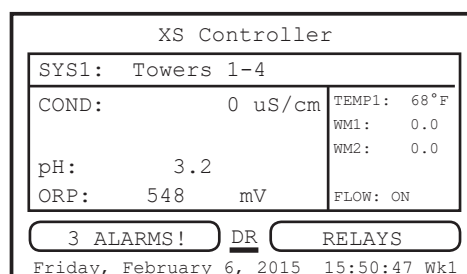 XS Controller
SYS1: Towers 1-4
COND: 0 uS/cm
TEMP1: 68°F
WM1: 0.0
WM2: 0.0
pH: 3.2
ORP: 548 mV
FLOW: ON
3 ALARMS! DR RELAYS
Friday, February 6, 2015 15:50:47 Wk1